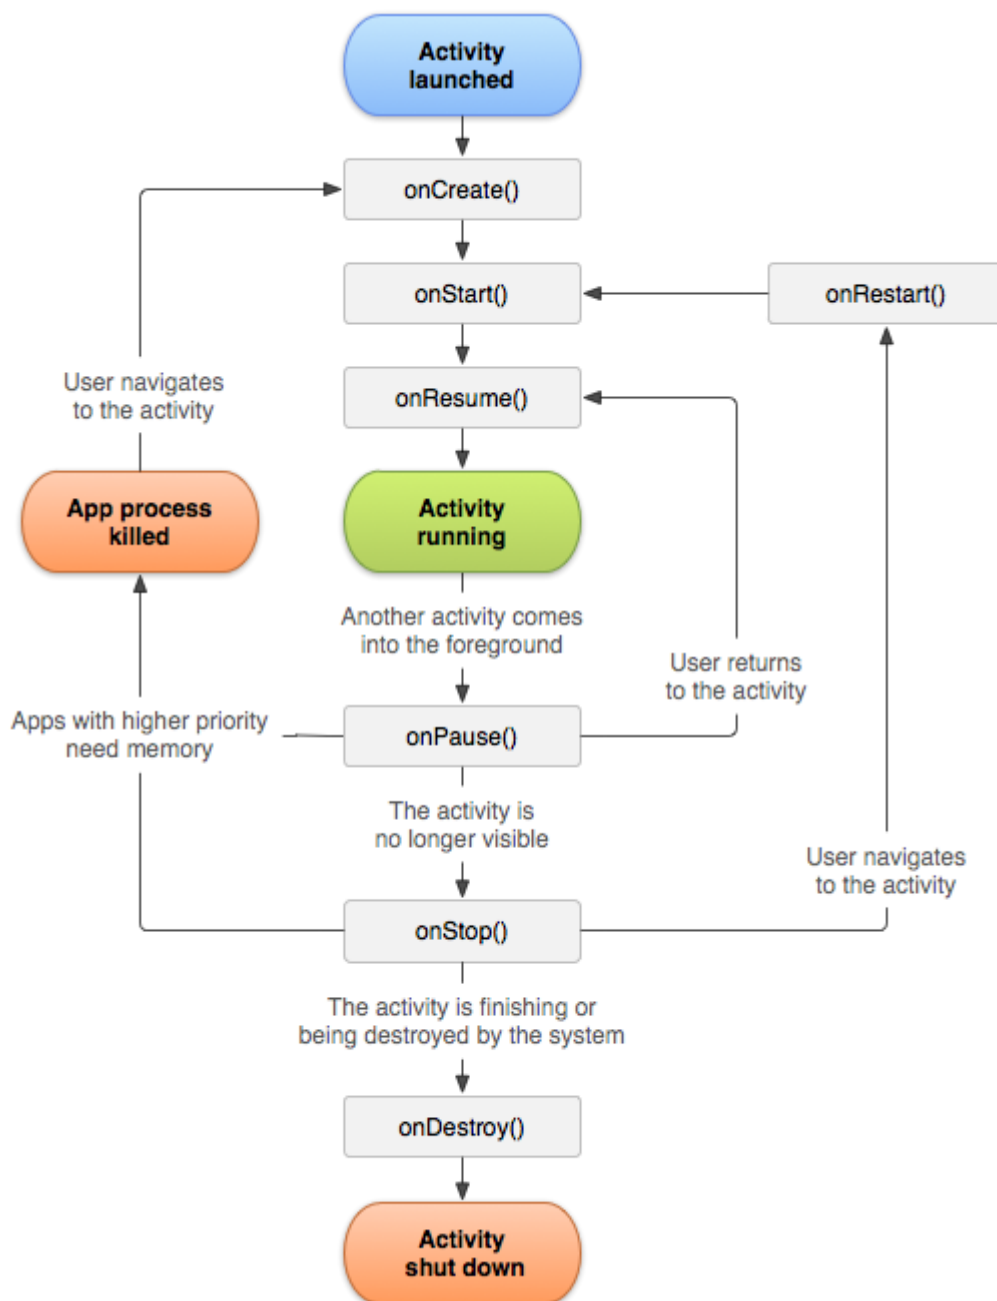 Activity
launched
onCreate()
onStart()
onRestart()
User navigates
to the activity
onResume()
App process
killed
Activity
running
Another activity comes
into the foreground
User returns
to the activity
Apps with higher priority
need memory
onPause()
The activity is
no longer visible
User navigates
to the activity
onStop()
The activity is finishing or
being destroyed by the system
onDestroy()
Activity
shut down